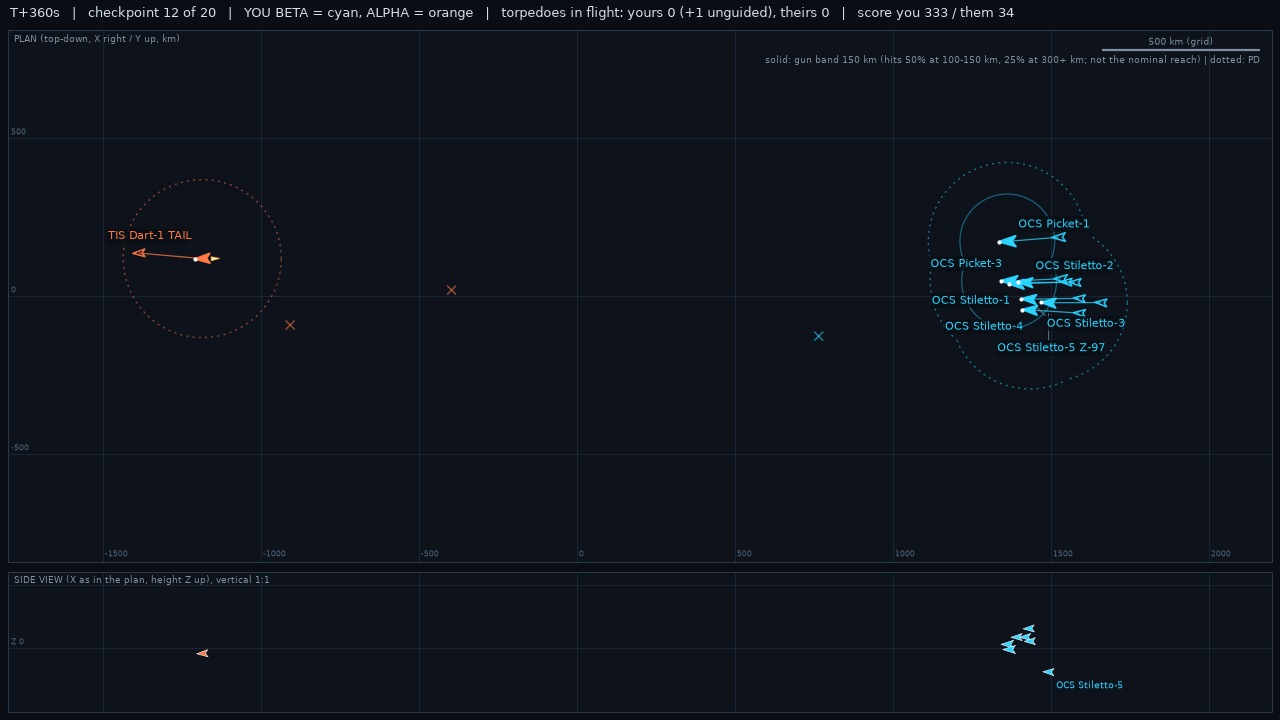 T+360s | checkpoint 12 of 20 | YOU BETA = cyan, ALPHA = orange | torpedoes in flight: yours 0 (+1 unguided), theirs 0 | score you 333 / them 34
PLAN (top-down, X right / Y up, km)
500 km (grid)
solid: gun band 150 km (hits 50% at 100-150 km, 25% at 300+ km; not the nominal reach) | dotted: PD
500
0
-500
TIS Dart-1 TAIL
OCS Picket-1
OCS Picket-3
OCS Stiletto-2
OCS Stiletto-1
OCS Stiletto-4
OCS Stiletto-3
OCS Stiletto-5 Z-97
-1500
-1000
-500
0
500
1000
1500
2000
SIDE VIEW (X as in the plan, height Z up), vertical 1:1
Z 0
OCS Stiletto-5